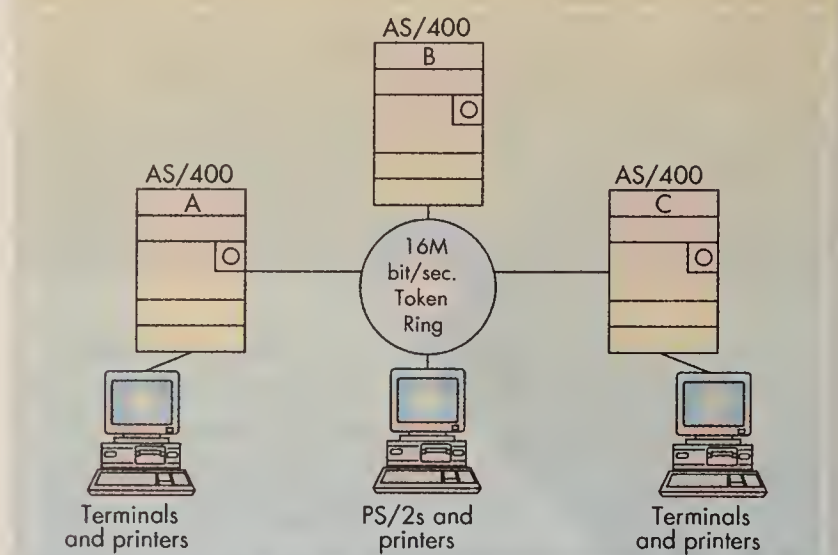 AS/400
B
AS/400
A
AS/400
C
16M
bit/sec.
Token
Ring
Terminals
and printers
PS/2s and
printers
Terminals
and printers